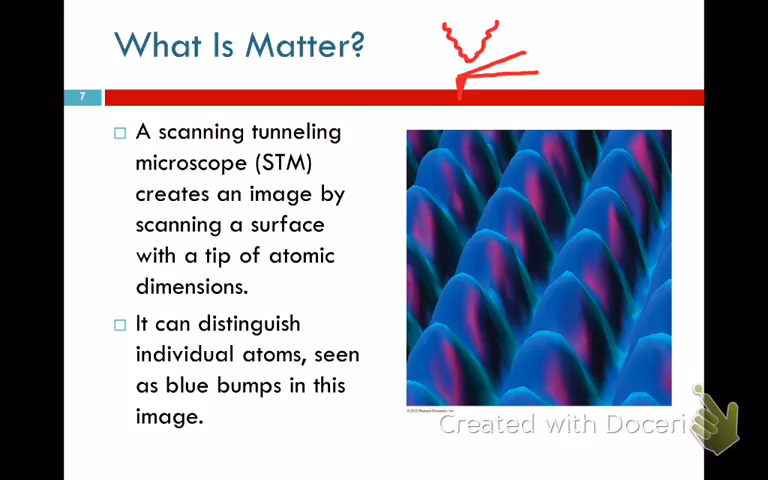 What Is Matter?
7
□ A scanning tunneling
microscope (STM)
creates an image by
scanning a surface
with a tip of atomic
dimensions.
□ It can distinguish
individual atoms, seen
as blue bumps in this
image.
Created with Doceri